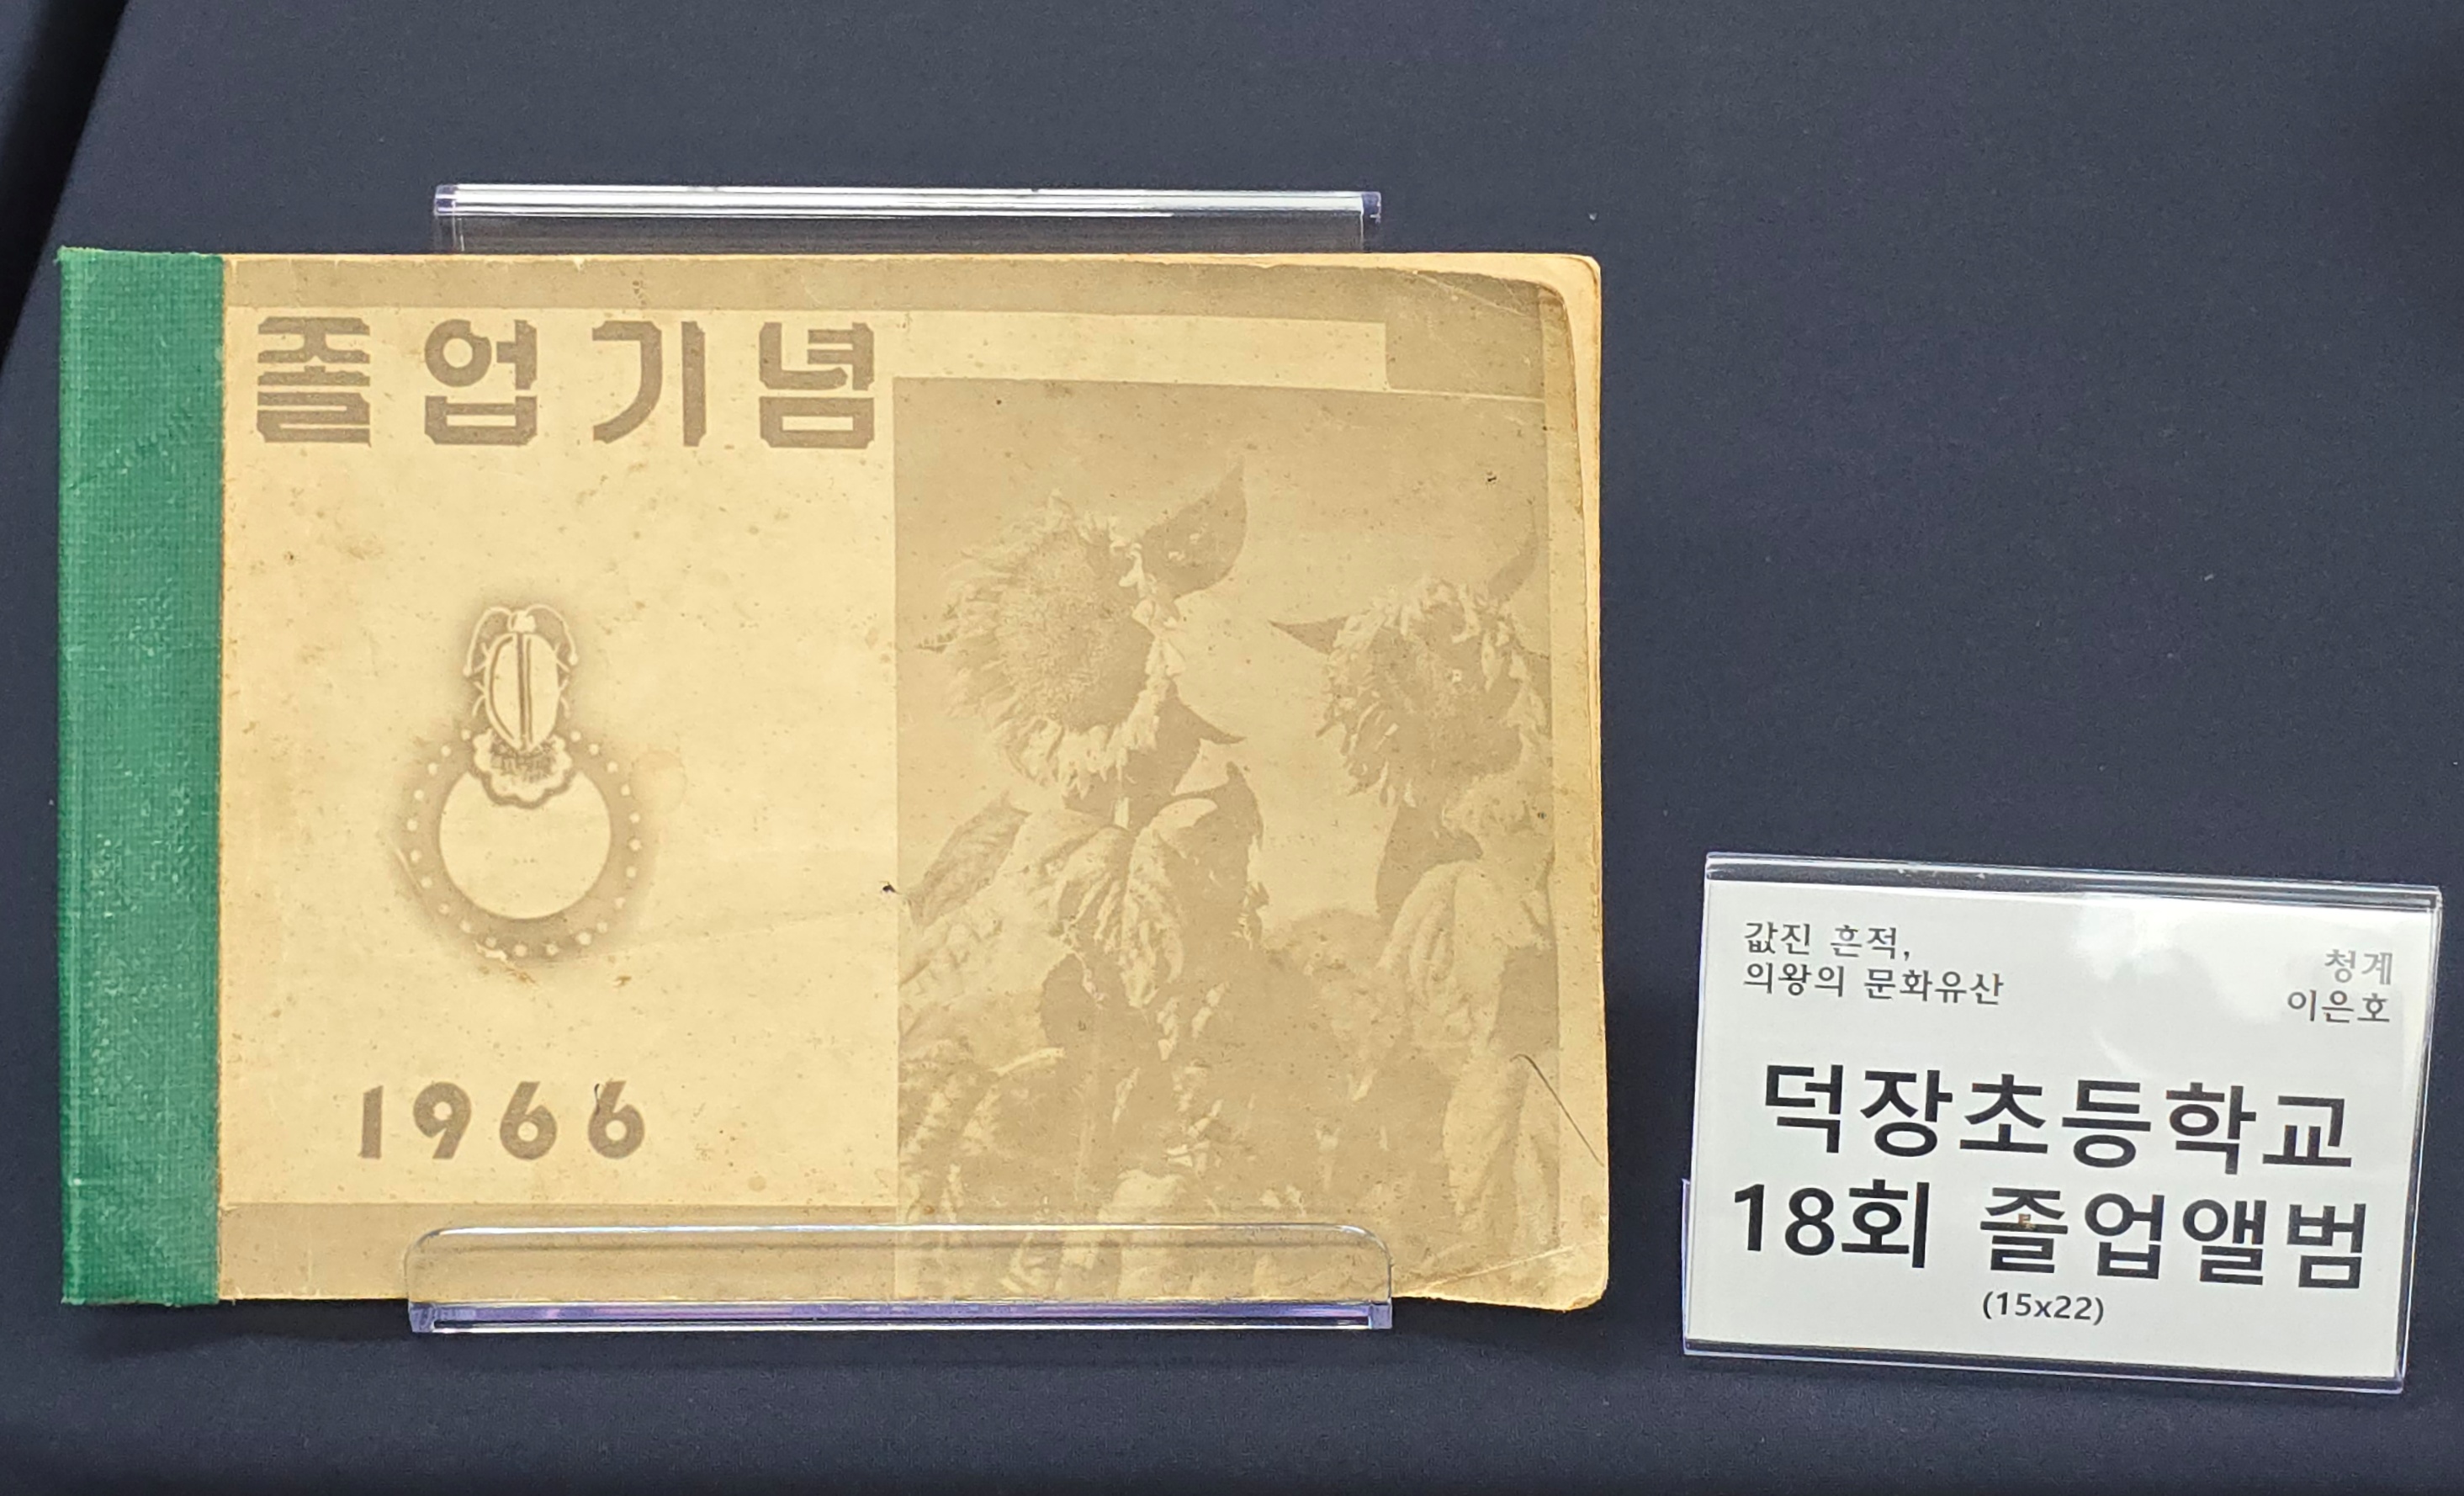 졸업기념
1966
값진 흔적,
의왕의 문화유산
청계
이은호
덕장초등학교
18회 졸업앨범
(15x22)